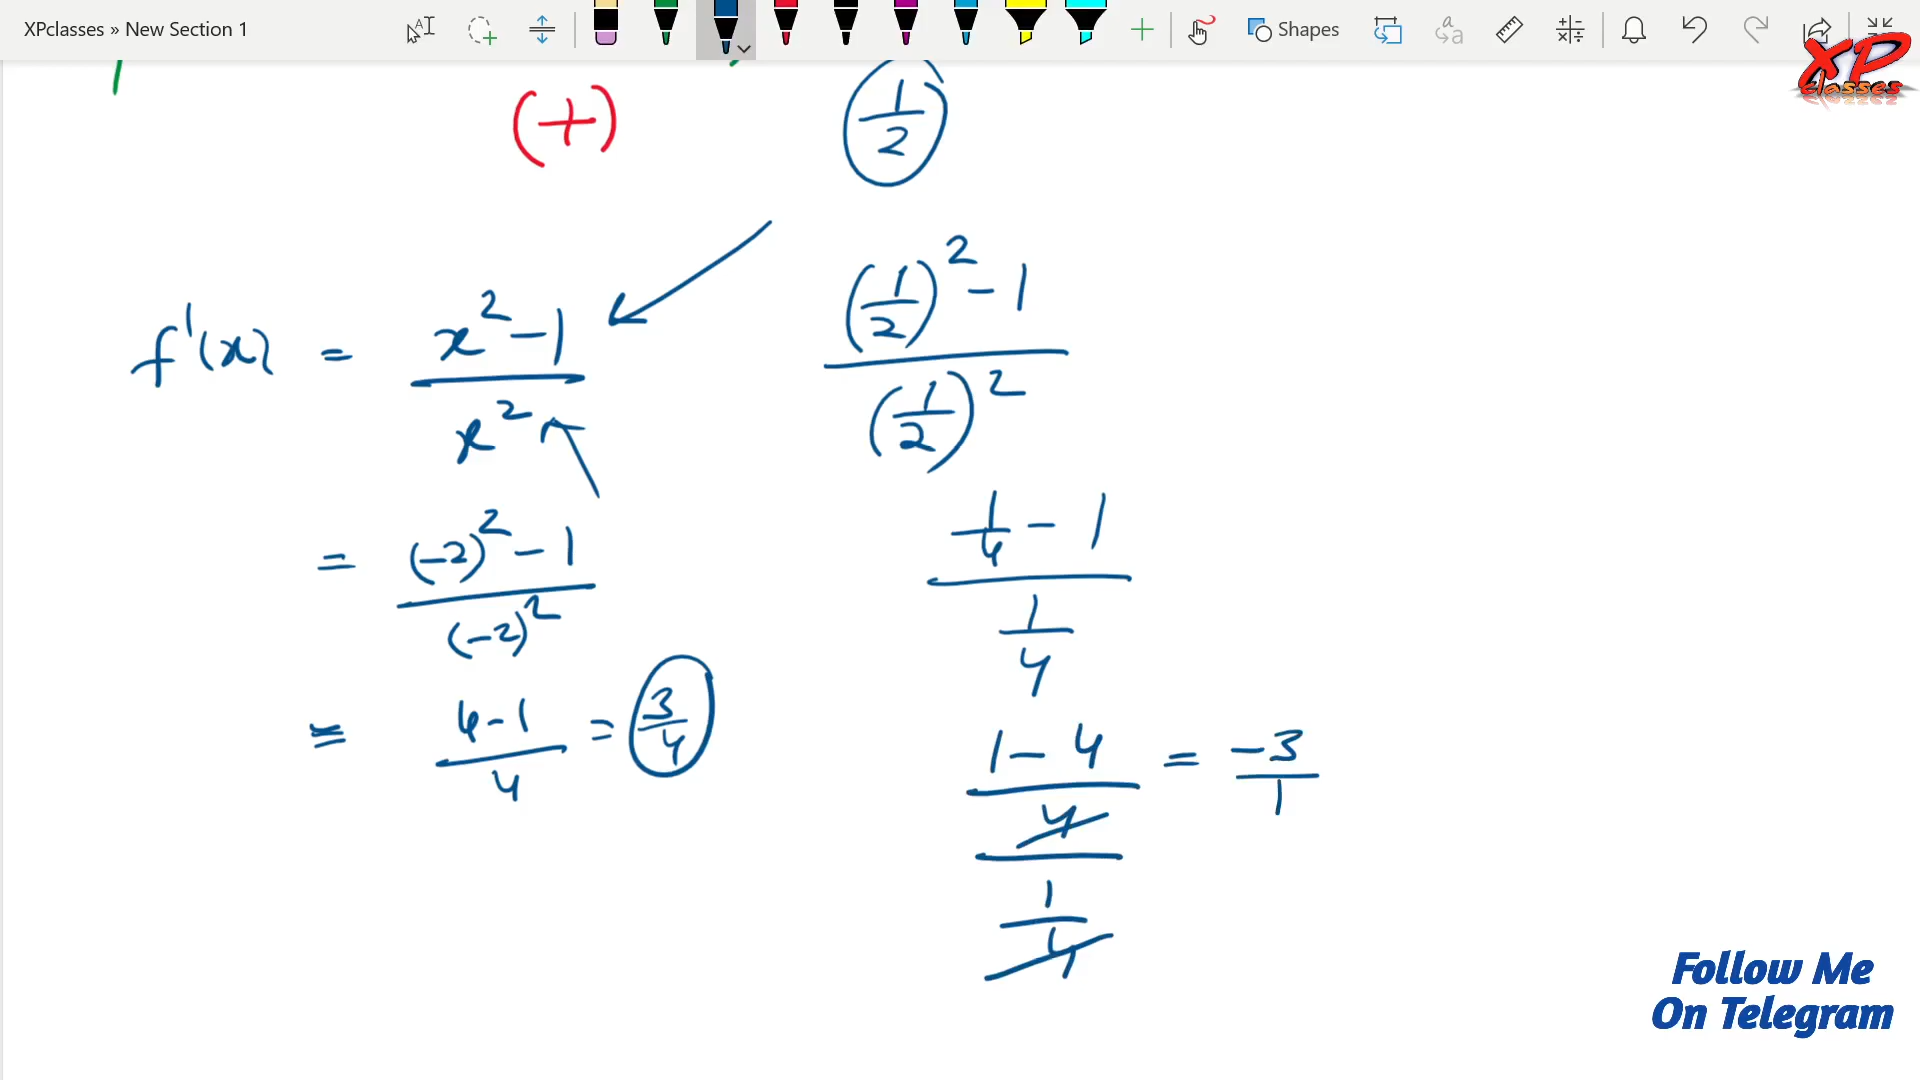 XPclasses » New Section 1
Shapes
XP
classes
(+)
1/2
f'(x) = x² - 1 / x²
= (-2)² - 1 / (-2)²
= 4 - 1 / 4 = 3/4
(1/2)² - 1 / (1/2)²
1/4 - 1 / 1/4
1 - 4 / 4 / 1/4 = -3/1
Follow Me
On Telegram